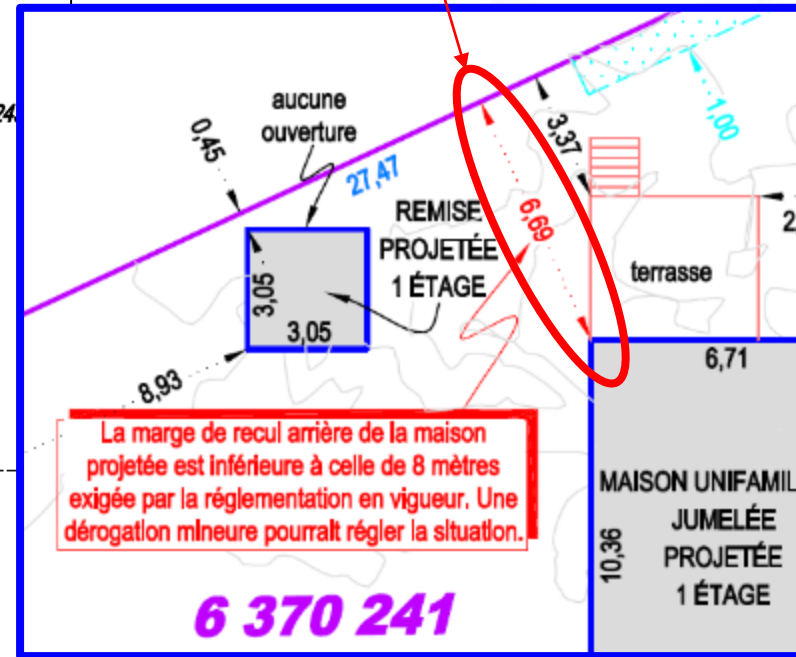 aucune
ouverture
0,45
27,47
3,37
1,00
6,69
REMISE
PROJETÉE
1 ÉTAGE
3,05
3,05
terrasse
2,
8,93
6,71
La marge de recul arrière de la maison
projetée est inférieure à celle de 8 mètres
exigée par la réglementation en vigueur. Une
dérogation mineure pourrait régler la situation.
MAISON UNIFAMIL
JUMELÉE
PROJETÉE
1 ÉTAGE
10,36
6 370 241